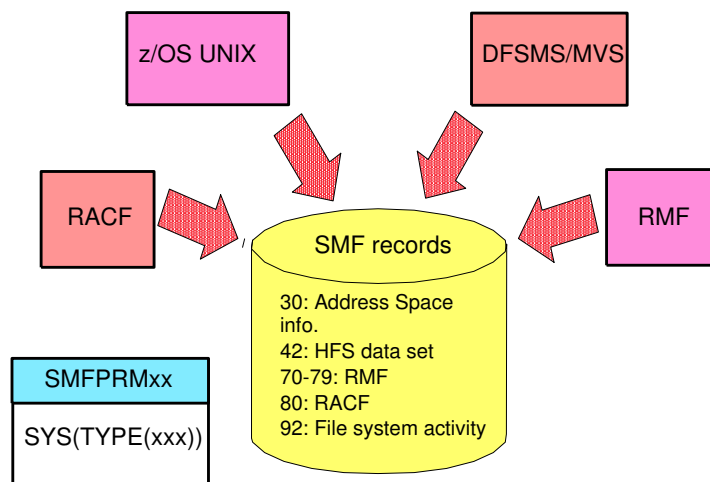 z/OS UNIX
DFSMS/MVS
RACF
RMF
SMF records
30: Address Space
info.
42: HFS data set
70-79: RMF
80: RACF
92: File system activity
SMFPRMxx
SYS(TYPE(xxx))